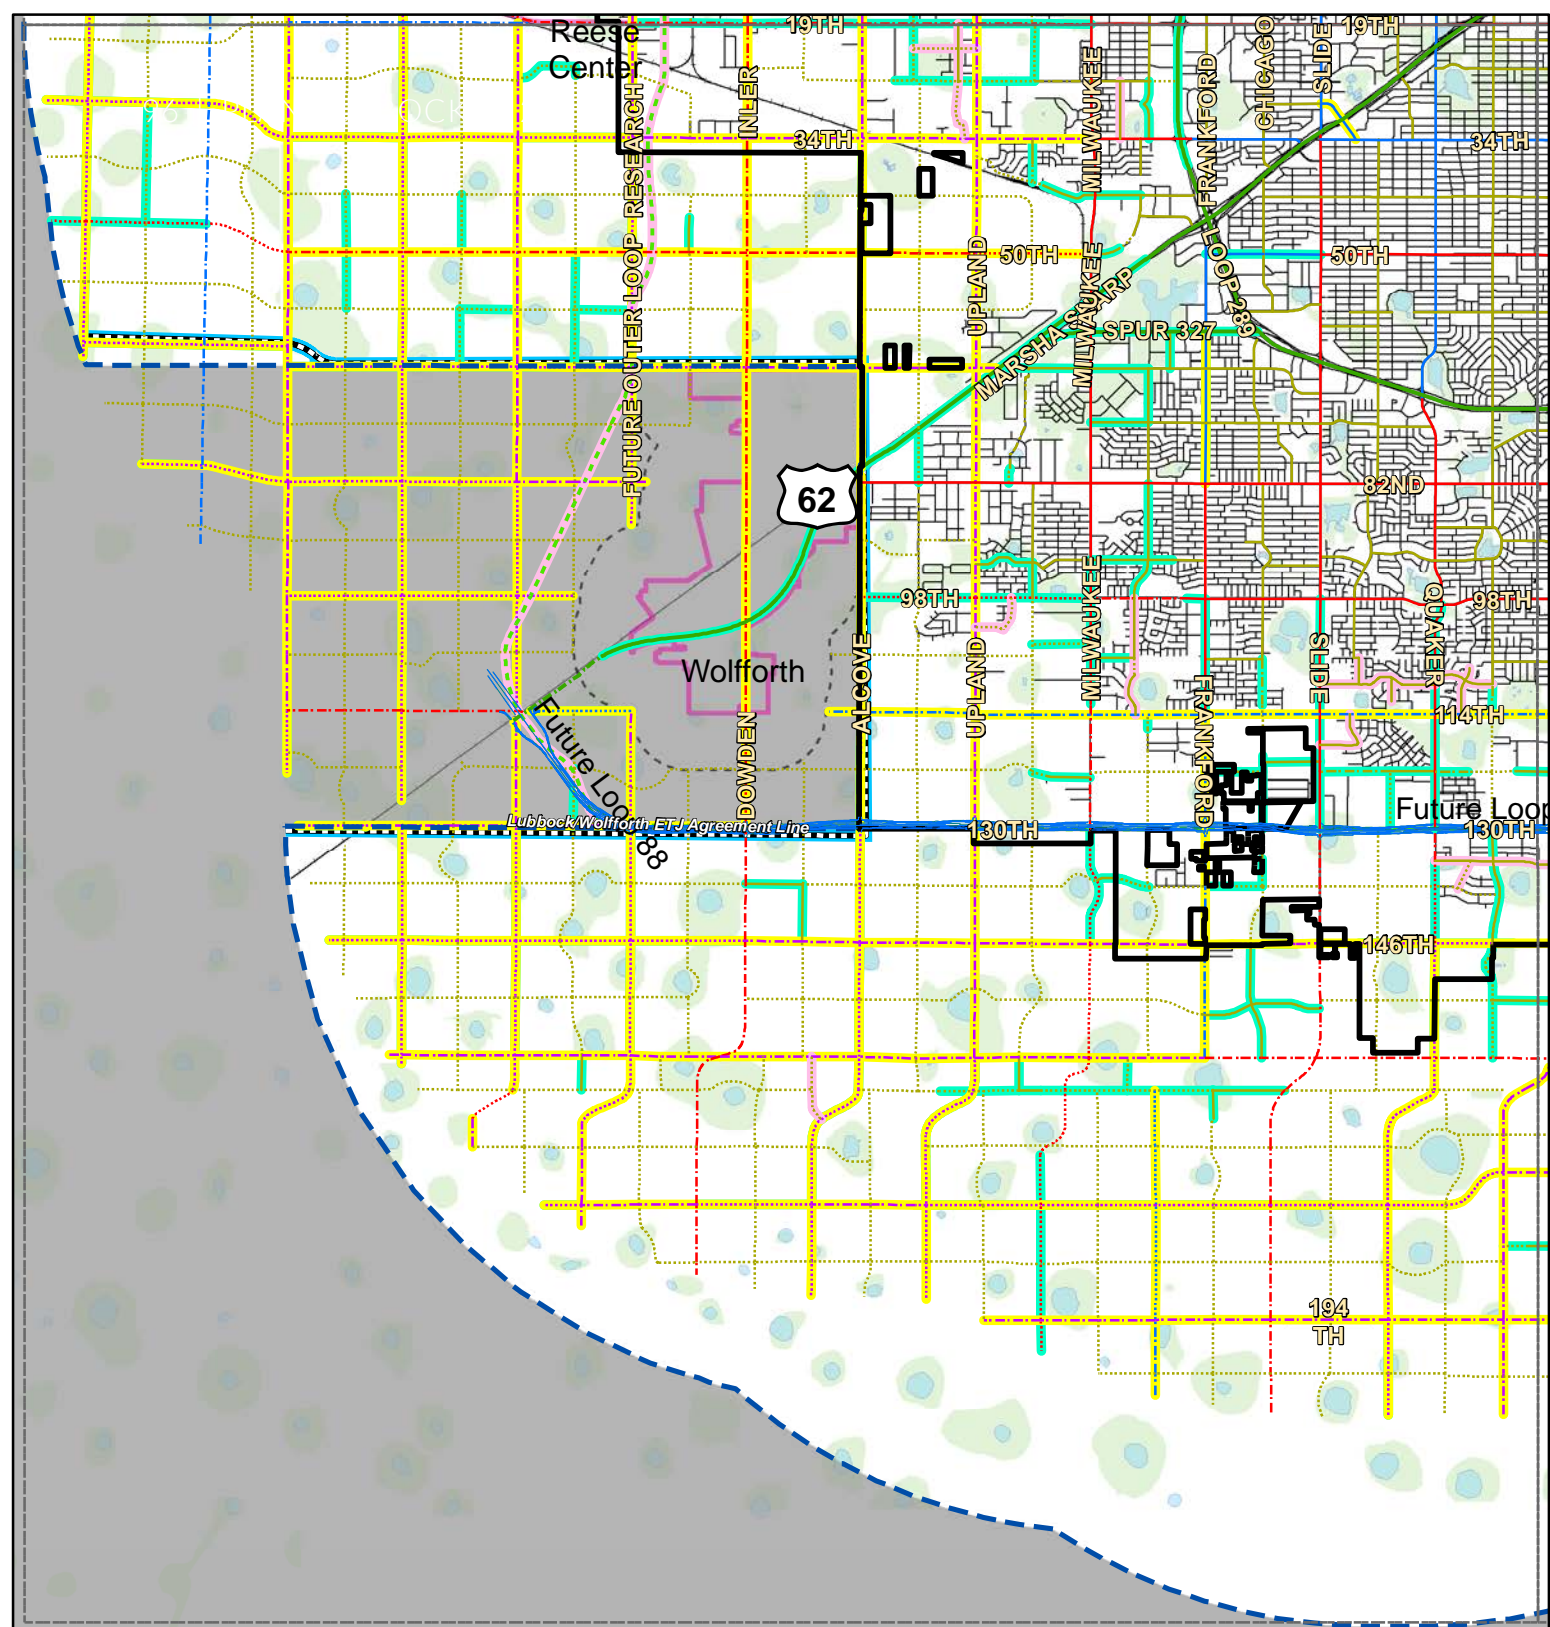 19TH
19TH
Reese
Center
MILWAUKEE
FRANKFORD
CHICAGO
SLIDE
INLER
RESEARCH
34TH
34TH
FUTURE OUTER LOOP
UPLAND
50TH
MILWAUKEE
LOOP 289
50TH
MARSHA SHARP
SPUR 327
62
82ND
98TH
98TH
Wolfforth
ALCOVE
UPLAND
MILWAUKEE
FRANKFORD
SLIDE
QUAKER
DOWDEN
114TH
Future Loop 88
Lubbock/Wolfforth ETJ Agreement Line
130TH
Future Loop
130TH
146TH
194
TH